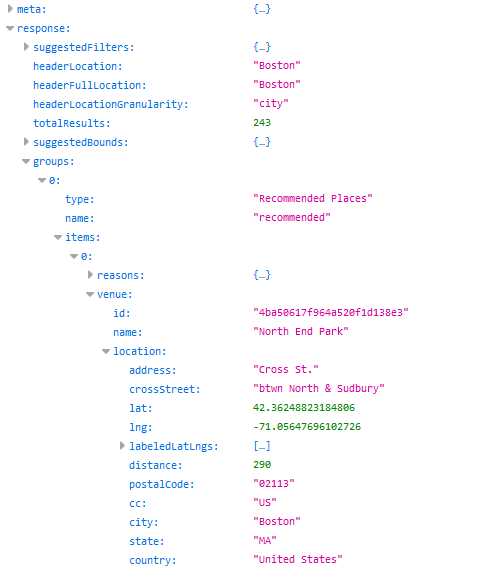 meta: {…}
response:
suggestedFilters: {…}
headerLocation: "Boston"
headerFullLocation: "Boston"
headerLocationGranularity: "city"
totalResults: 243
suggestedBounds: {…}
groups:
0:
type: "Recommended Places"
name: "recommended"
items:
0:
reasons: {…}
venue:
id: "4ba50617f964a520f1d138e3"
name: "North End Park"
location:
address: "Cross St."
crossStreet: "btwn North & Sudbury"
lat: 42.36248823184806
lng: -71.05647696102726
labeledLatLngs: […]
distance: 290
postalCode: "02113"
cc: "US"
city: "Boston"
state: "MA"
country: "United States"